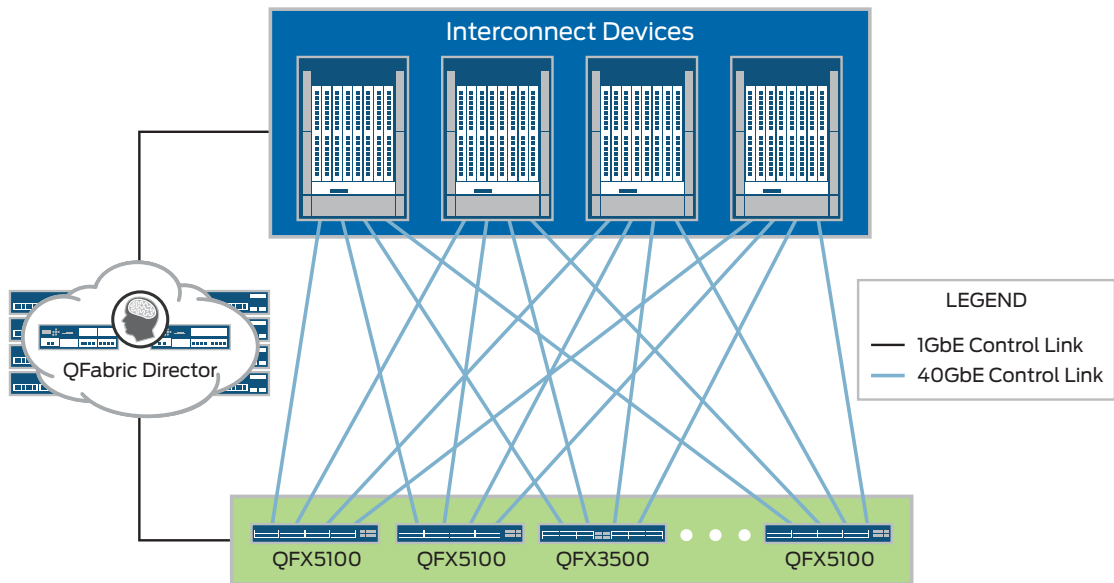 Interconnect Devices
QFabric Director
LEGEND
1GbE Control Link
40GbE Control Link
QFX5100
QFX5100
QFX3500
QFX5100